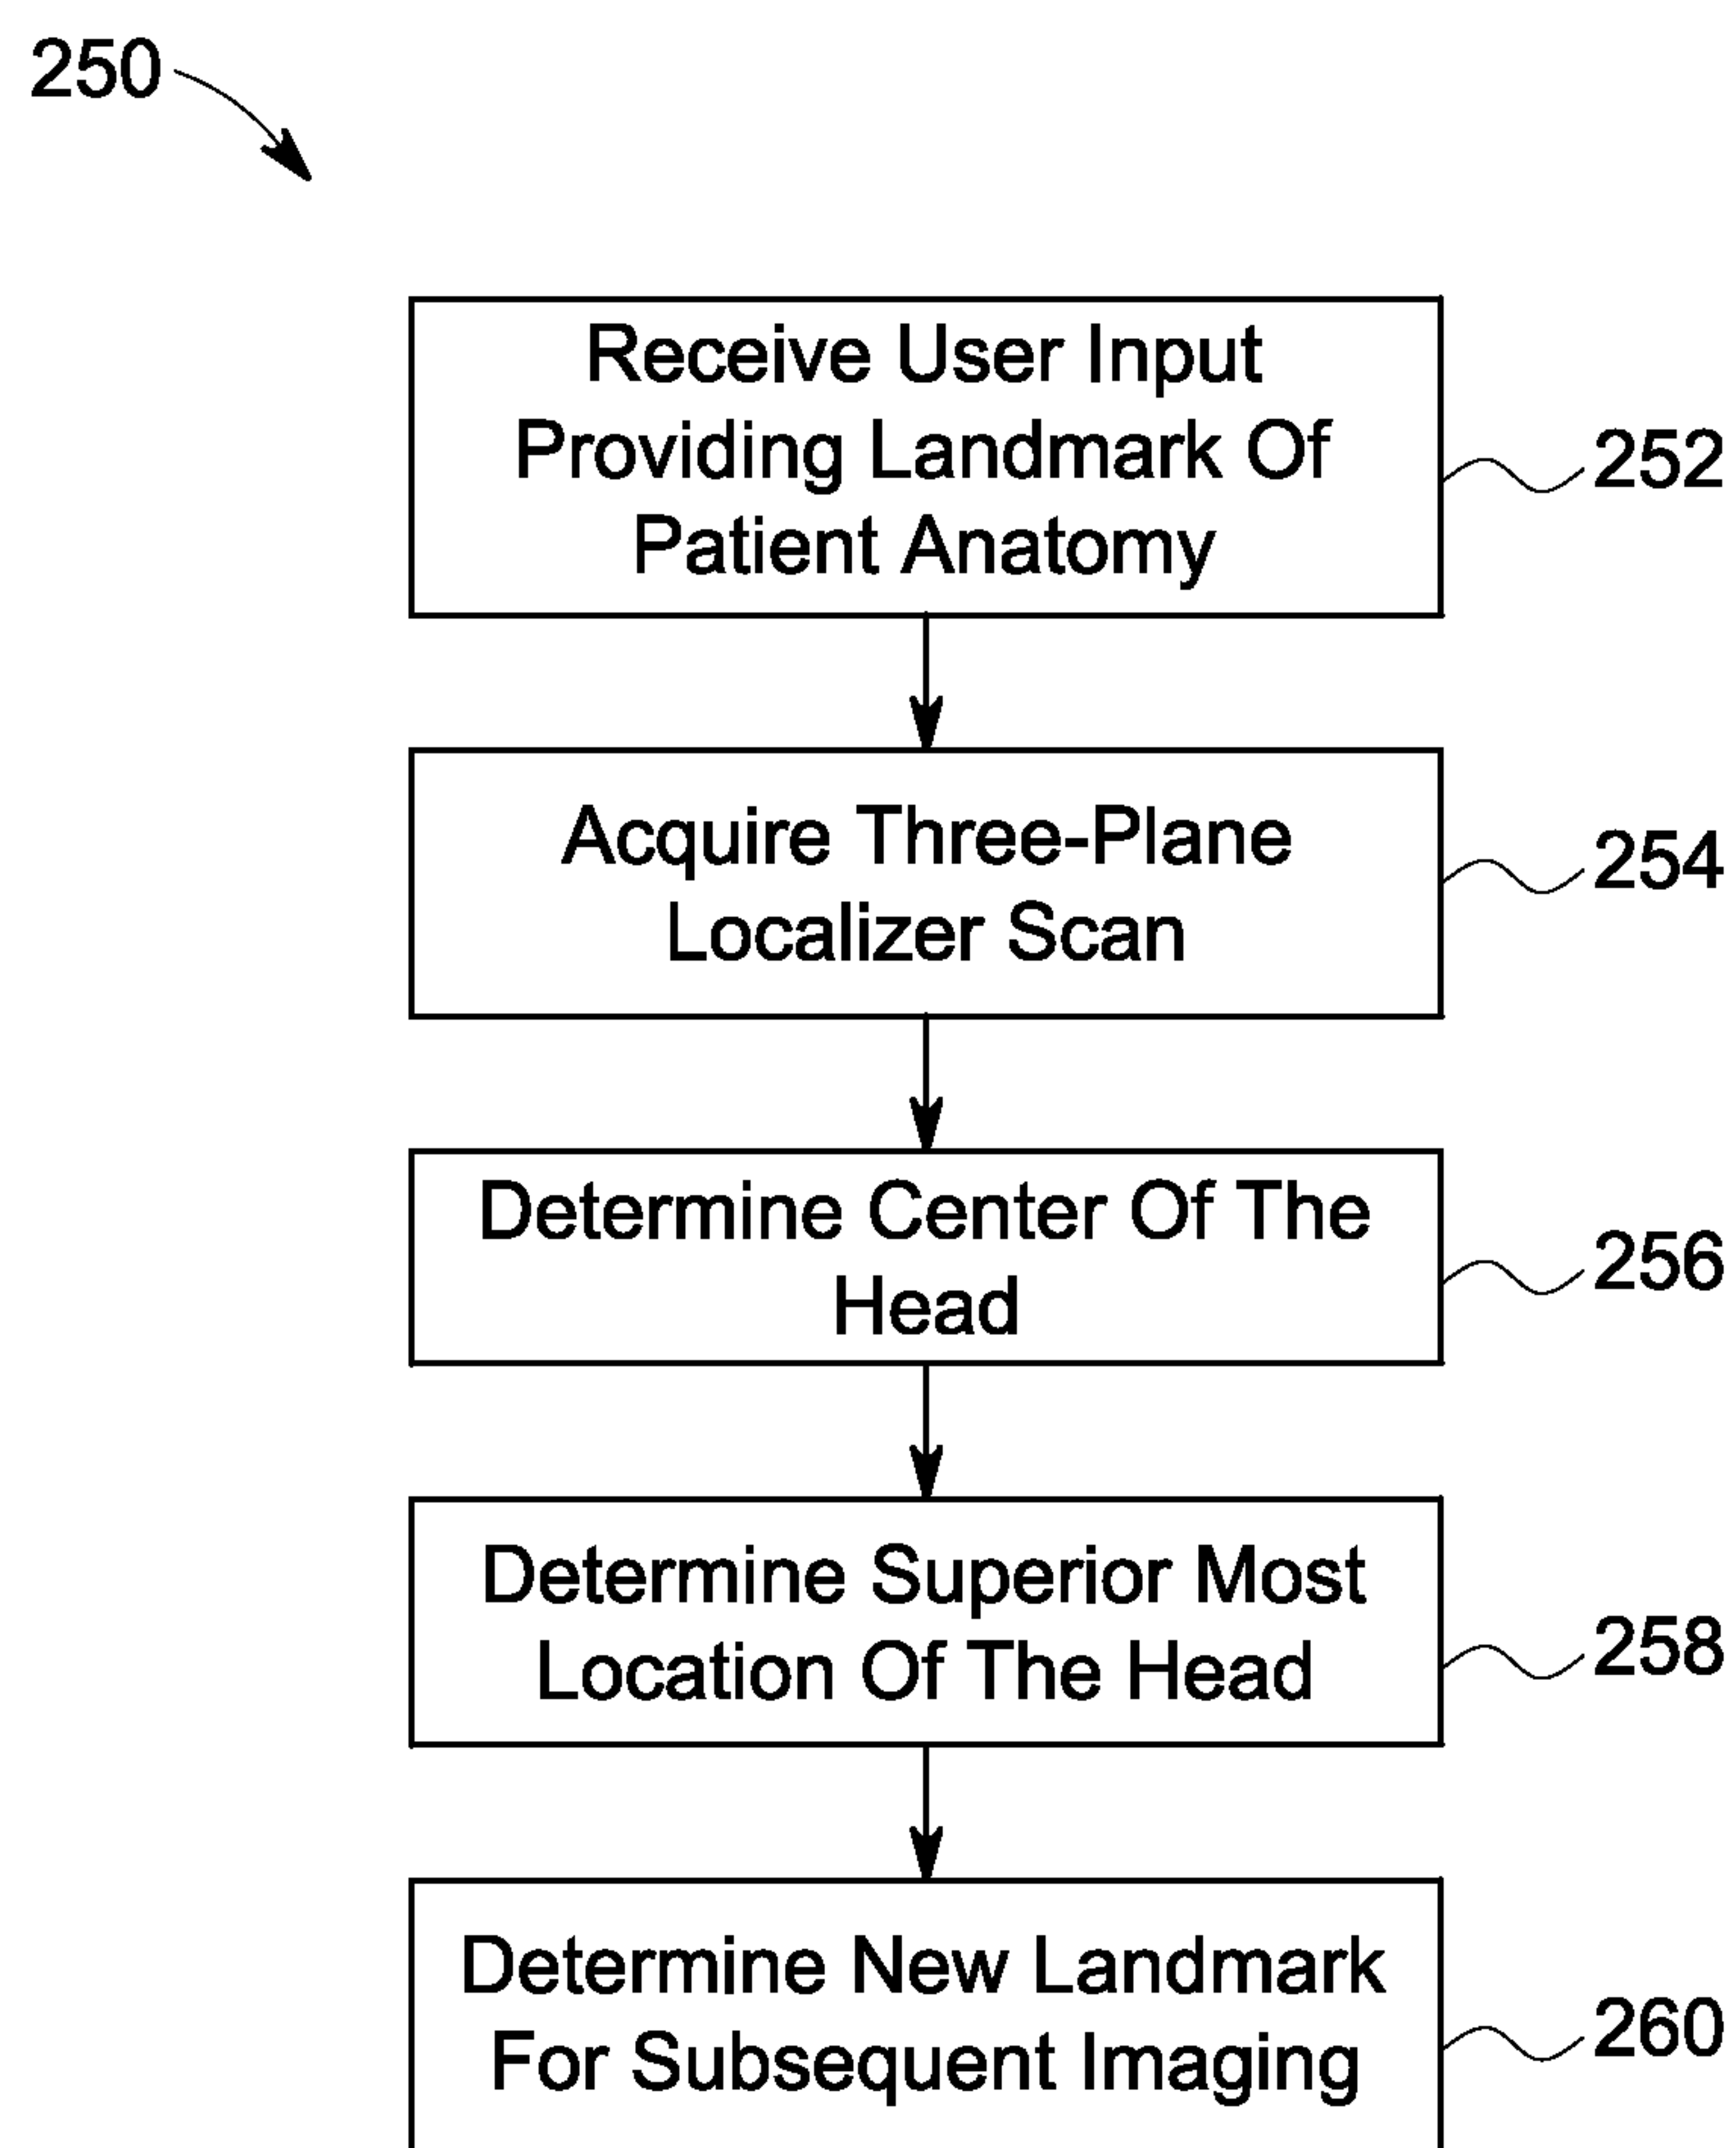 250
Receive User Input
Providing Landmark Of
Patient Anatomy
252
Acquire Three-Plane
Localizer Scan
254
Determine Center Of The
Head
256
Determine Superior Most
Location Of The Head
258
Determine New Landmark
For Subsequent Imaging
260